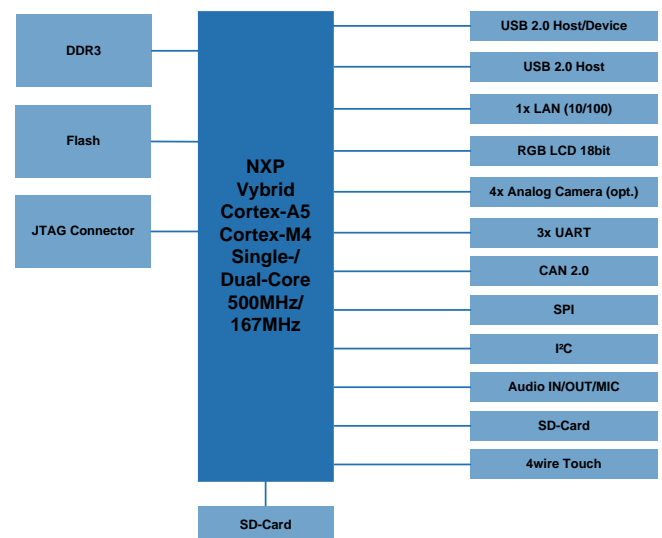 DDR3
Flash
JTAG Connector
NXP
Vybrid
Cortex-A5
Cortex-M4
Single-/
Dual-Core
500MHz/
167MHz
USB 2.0 Host/Device
USB 2.0 Host
1x LAN (10/100)
RGB LCD 18bit
4x Analog Camera (opt.)
3x UART
CAN 2.0
SPI
I²C
Audio IN/OUT/MIC
SD-Card
4wire Touch
SD-Card